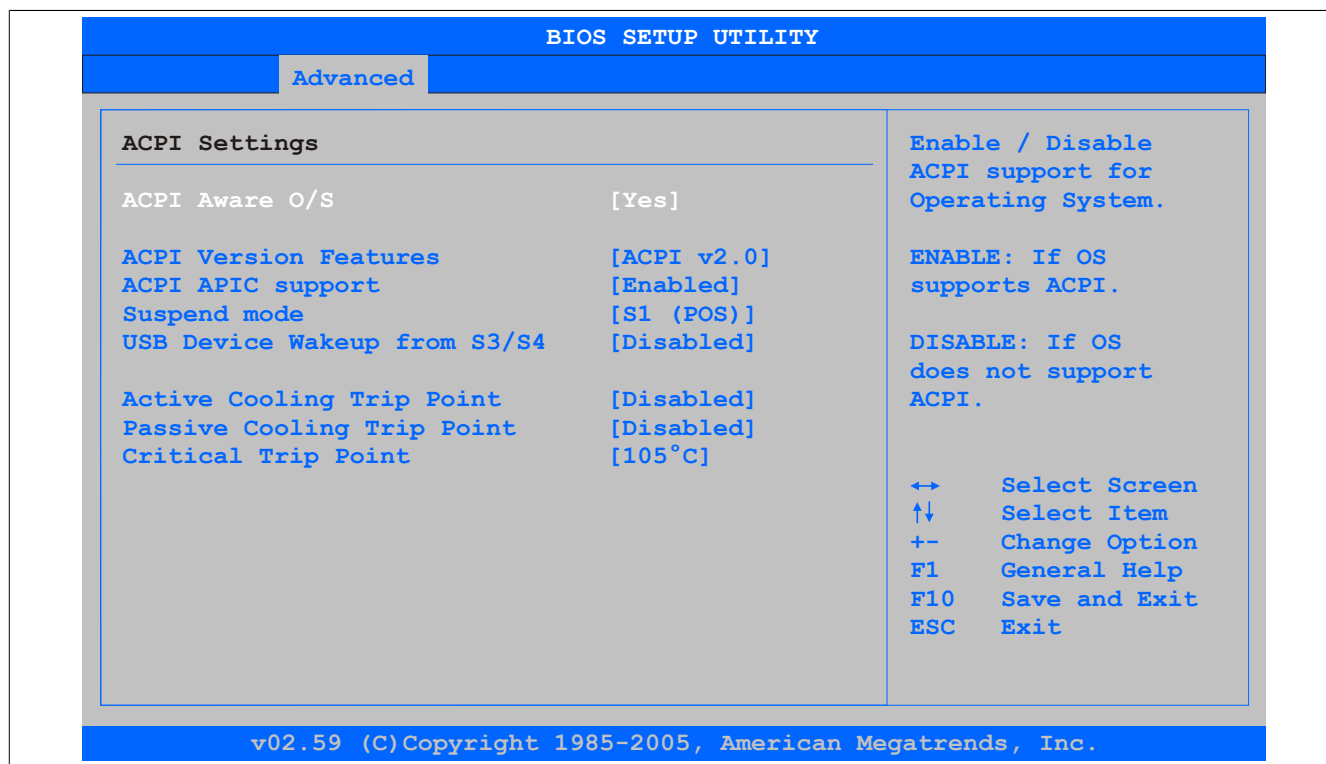 BIOS SETUP UTILITY
Advanced
ACPI Settings
ACPI Aware O/S [Yes]
ACPI Version Features [ACPI v2.0]
ACPI APIC support [Enabled]
Suspend mode [S1 (POS)]
USB Device Wakeup from S3/S4 [Disabled]
Active Cooling Trip Point [Disabled]
Passive Cooling Trip Point [Disabled]
Critical Trip Point [105°C]
Enable / Disable
ACPI support for
Operating System.
ENABLE: If OS
supports ACPI.
DISABLE: If OS
does not support
ACPI.
↔ Select Screen
↑↓ Select Item
+- Change Option
F1 General Help
F10 Save and Exit
ESC Exit
v02.59 (C)Copyright 1985-2005, American Megatrends, Inc.